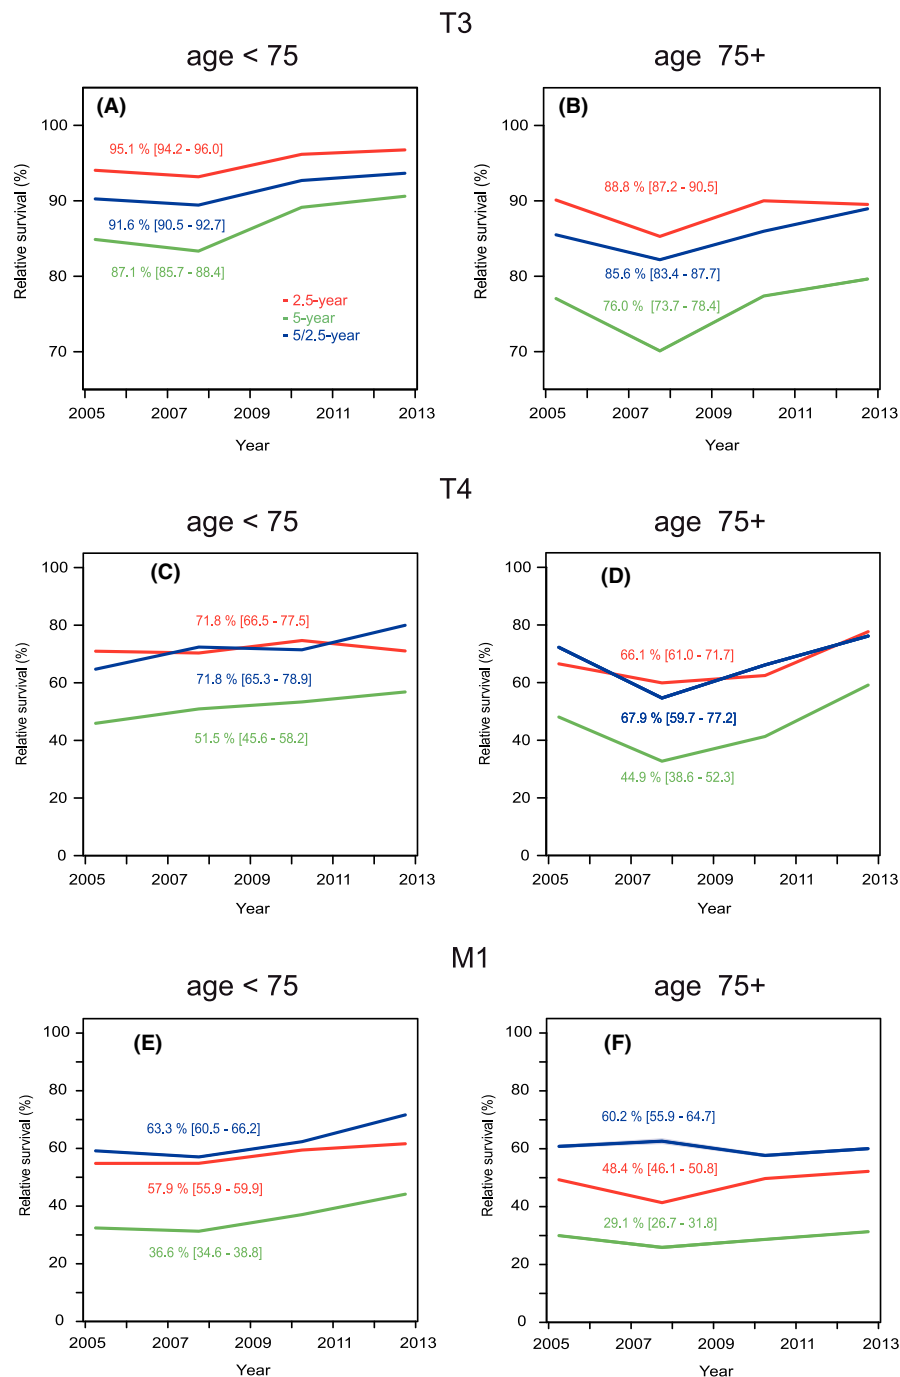 T3
age < 75
age 75+
(A)
(B)
Relative survival (%)
100
90
80
70
95.1 % [94.2 - 96.0]
91.6 % [90.5 - 92.7]
87.1 % [85.7 - 88.4]
- 2.5-year
- 5-year
- 5/2.5-year
2005 2007 2009 2011 2013
Year
Relative survival (%)
100
90
80
70
88.8 % [87.2 - 90.5]
85.6 % [83.4 - 87.7]
76.0 % [73.7 - 78.4]
2005 2007 2009 2011 2013
Year
T4
age < 75
age 75+
(C)
(D)
Relative survival (%)
100
80
60
40
20
0
71.8 % [66.5 - 77.5]
71.8 % [65.3 - 78.9]
51.5 % [45.6 - 58.2]
2005 2007 2009 2011 2013
Year
Relative survival (%)
100
80
60
40
20
0
66.1 % [61.0 - 71.7]
67.9 % [59.7 - 77.2]
44.9 % [38.6 - 52.3]
2005 2007 2009 2011 2013
Year
M1
age < 75
age 75+
(E)
(F)
Relative survival (%)
100
80
60
40
20
0
63.3 % [60.5 - 66.2]
57.9 % [55.9 - 59.9]
36.6 % [34.6 - 38.8]
2005 2007 2009 2011 2013
Year
Relative survival (%)
100
80
60
40
20
0
60.2 % [55.9 - 64.7]
48.4 % [46.1 - 50.8]
29.1 % [26.7 - 31.8]
2005 2007 2009 2011 2013
Year